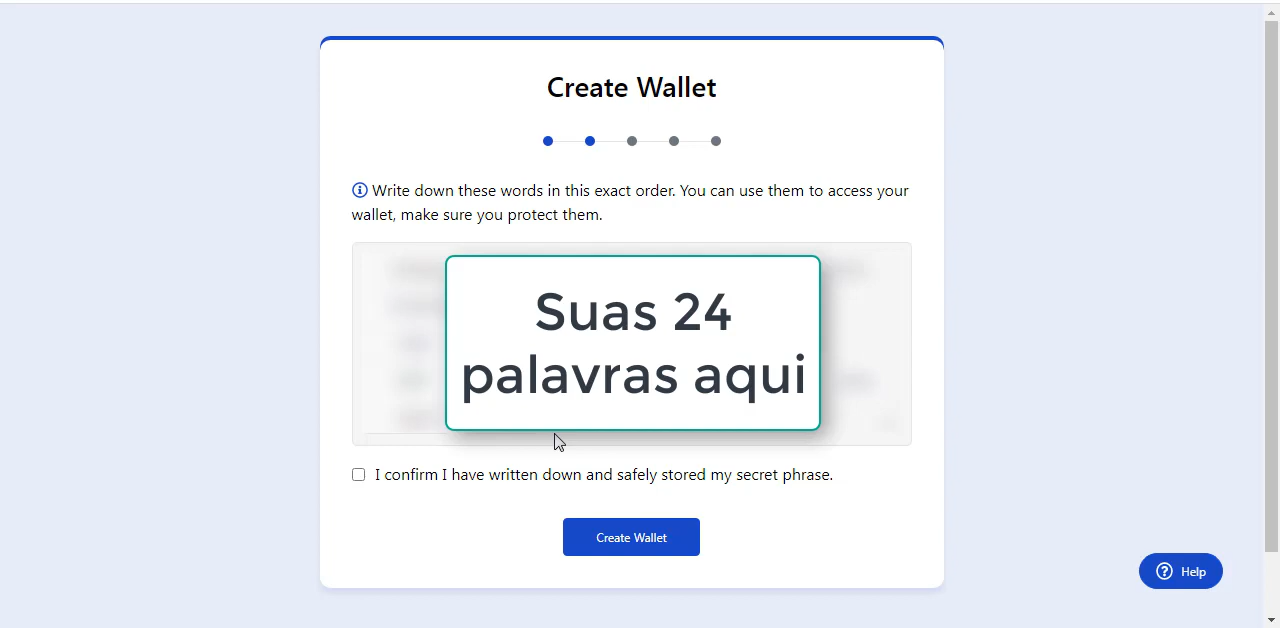 Create Wallet
Write down these words in this exact order. You can use them to access your
wallet, make sure you protect them.
Suas 24
palavras aqui
I confirm I have written down and safely stored my secret phrase.
Create Wallet
Help